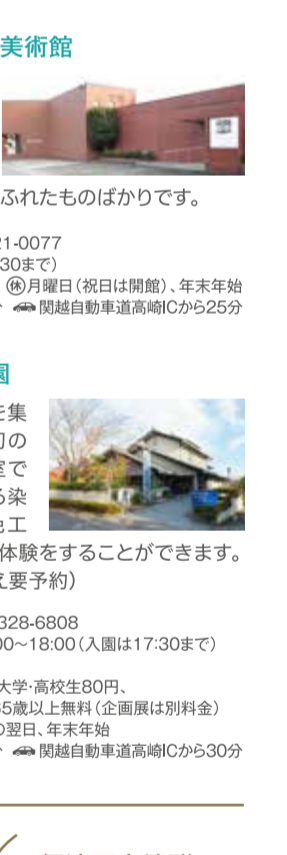 美術館
ふれたものばかりです。
21-0077
30まで)
㊡月曜日(祝日は開館)、年末年始
関越自動車道高崎ICから25分
園
を集
切の
室で
る染
色工
体験をすることができます。
え要予約)
328-6808
00～18:00(入園は17:30まで)
大学・高校生80円、
65歳以上無料(企画展は別料金)
の翌日、年末年始
関越自動車道高崎ICから30分